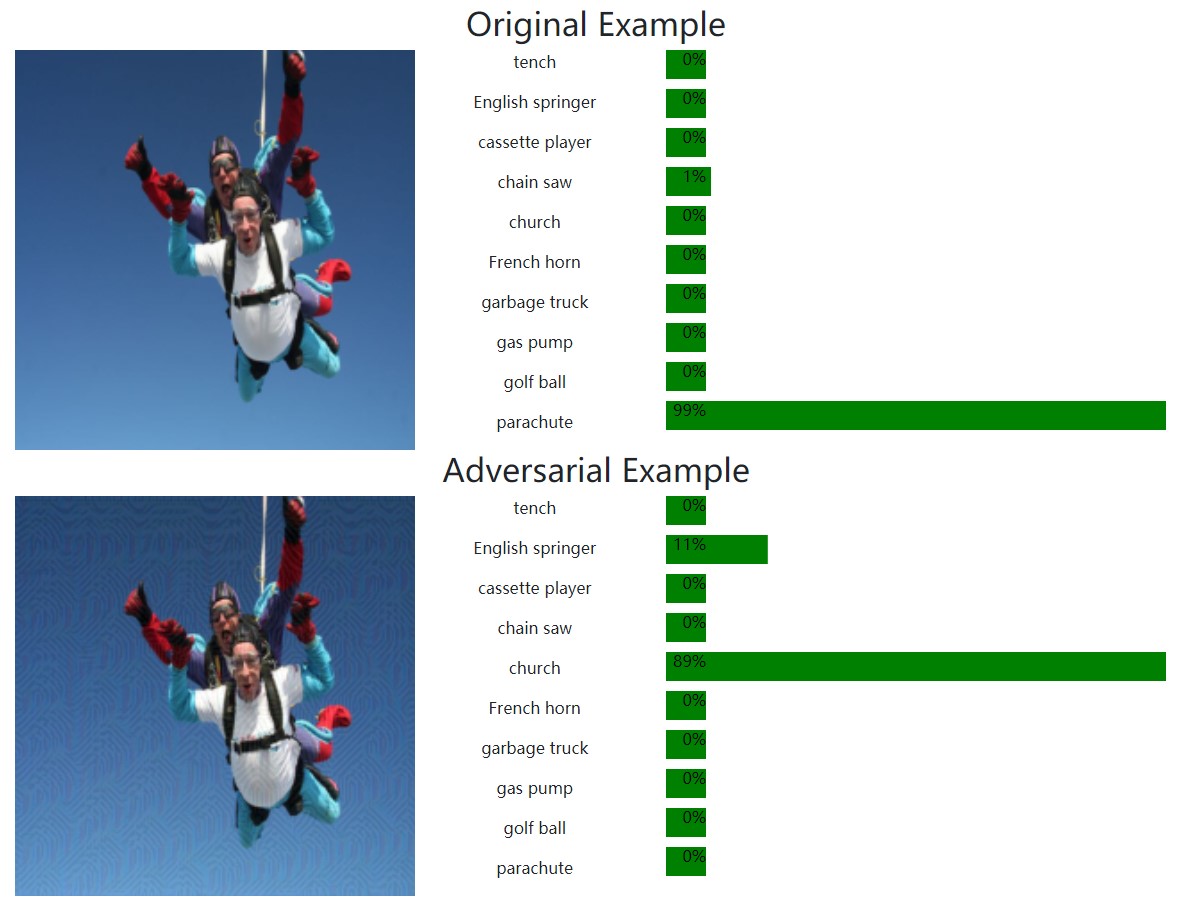 Original Example
tench 0%
English springer 0%
cassette player 0%
chain saw 1%
church 0%
French horn 0%
garbage truck 0%
gas pump 0%
golf ball 0%
parachute 99%
Adversarial Example
tench 0%
English springer 11%
cassette player 0%
chain saw 0%
church 89%
French horn 0%
garbage truck 0%
gas pump 0%
golf ball 0%
parachute 0%